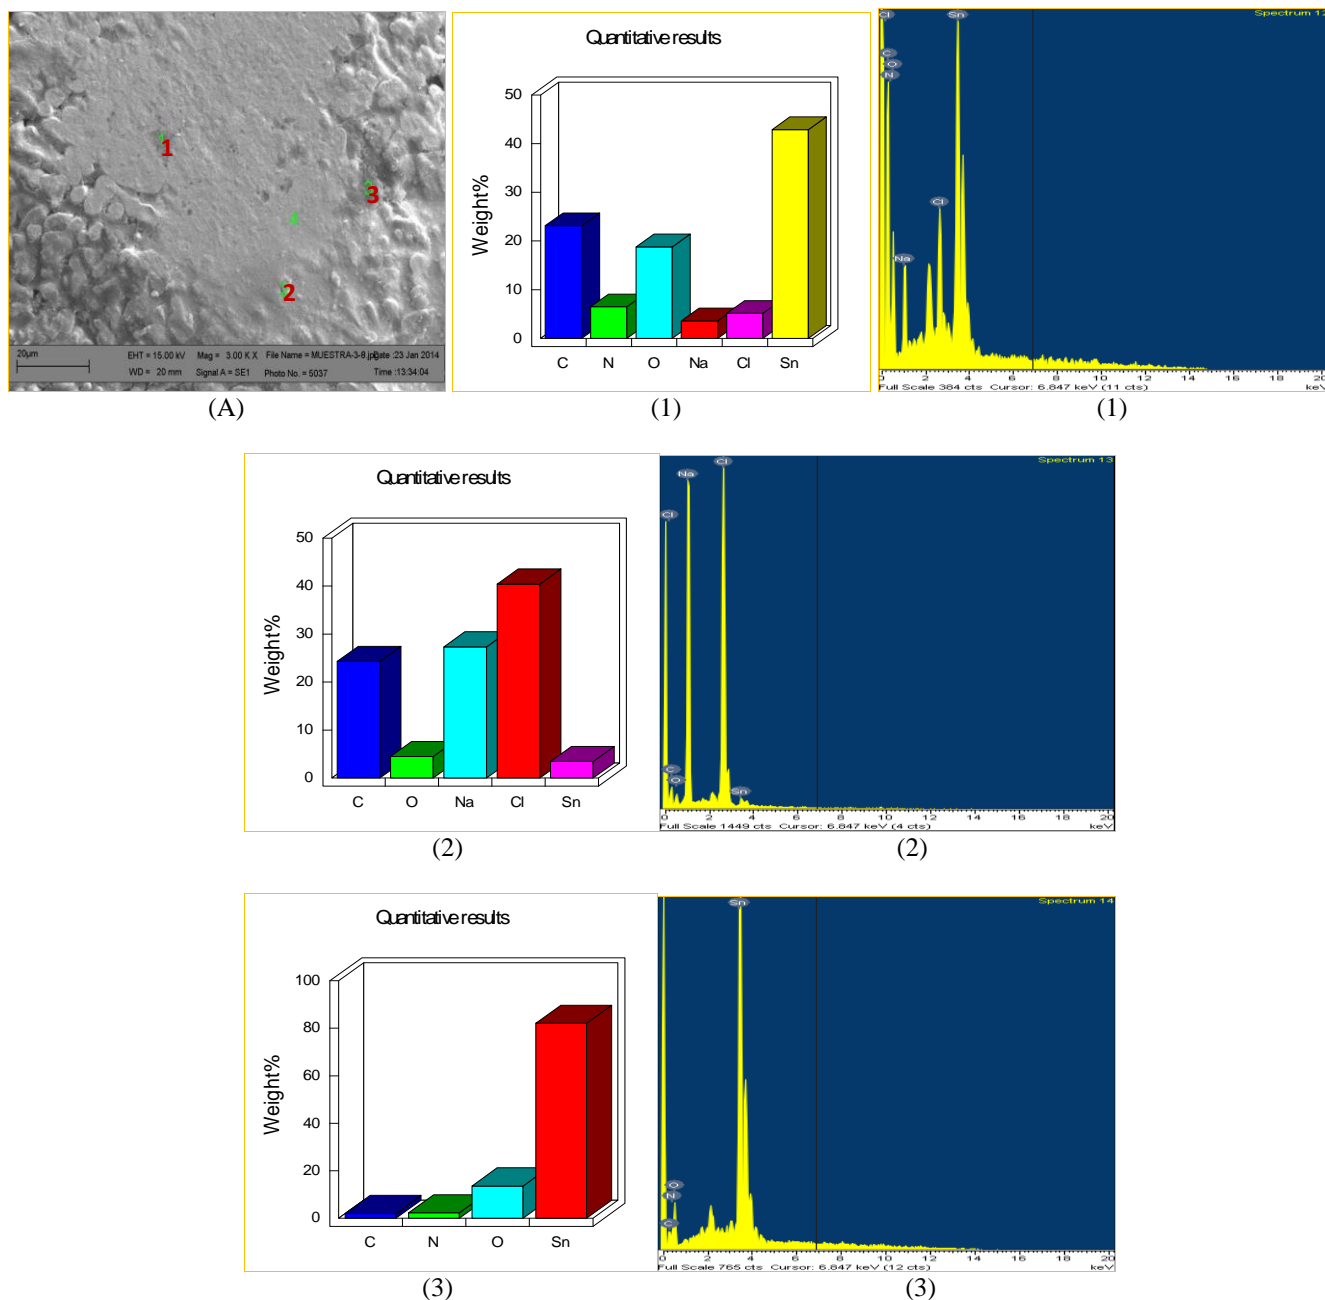 1
3
4
2
20µm
EHT = 15.00 kV Mag = 3.00 K X File Name = MUESTRA-3-8.jpg Date :23 Jan 2014
WD = 20 mm Signal A = SE1 Photo No. = 5037 Time :13:34:04
(A)
Quantitative results
Weight%
50
40
30
20
10
0
C N O Na Cl Sn
(1)
Spectrum 12
Cl Sn
C
O
N
Cl
Na
0 2 4 6 8 10 12 14 16 18 20
Full Scale 384 cts Cursor: 6.847 keV (11 cts) keV
(1)
Quantitative results
Weight%
50
40
30
20
10
0
C O Na Cl Sn
(2)
Spectrum 13
Cl
Na
Cl
C
O
Sn
0 2 4 6 8 10 12 14 16 18 20
Full Scale 1449 cts Cursor: 6.847 keV (4 cts) keV
(2)
Quantitative results
Weight%
100
80
60
40
20
0
C N O Sn
(3)
Spectrum 14
Sn
O
N
C
0 2 4 6 8 10 12 14 16 18 20
Full Scale 765 cts Cursor: 6.847 keV (12 cts) keV
(3)